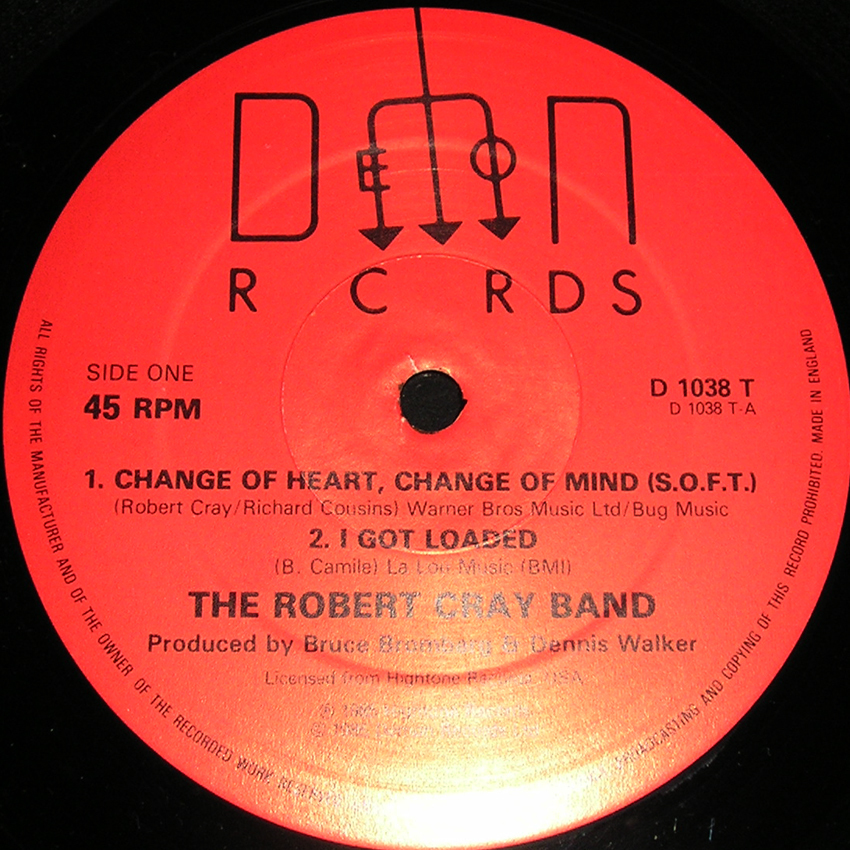 DEMON
R C RDS
SIDE ONE
45 RPM
D 1038 T
D 1038 T-A
1. CHANGE OF HEART, CHANGE OF MIND (S.O.F.T.)
(Robert Cray/Richard Cousins) Warner Bros Music Ltd/Bug Music
2. I GOT LOADED
(B. Camile) La Lou Music (BMI)
THE ROBERT CRAY BAND
Produced by Bruce Bromberg & Dennis Walker
Licensed from Hightone Records, USA
ALL RIGHTS OF THE MANUFACTURER AND OF THE OWNER OF THE RECORDED WORK
BROADCASTING AND COPYING OF THIS RECORD PROHIBITED. MADE IN ENGLAND